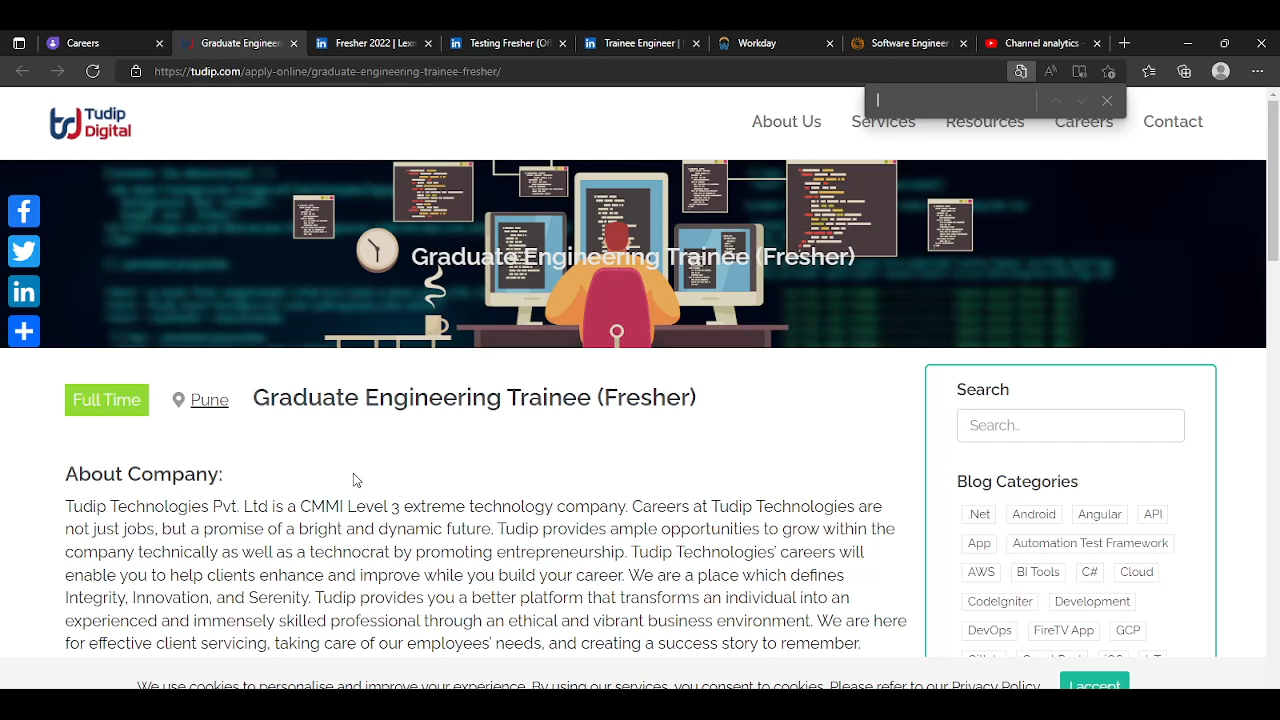 Careers
Graduate Engineeri
Fresher 2022 | Lexm
Testing Fresher (Of
Trainee Engineer |
Workday
Software Engineer
Channel analytics -
https://tudip.com/apply-online/graduate-engineering-trainee-fresher/
Tudip
Digital
About Us Services Resources Careers Contact
Graduate Engineering Trainee (Fresher)
Full Time Pune Graduate Engineering Trainee (Fresher)
About Company:
Tudip Technologies Pvt. Ltd is a CMMI Level 3 extreme technology company. Careers at Tudip Technologies are
not just jobs, but a promise of a bright and dynamic future. Tudip provides ample opportunities to grow within the
company technically as well as a technocrat by promoting entrepreneurship. Tudip Technologies’ careers will
enable you to help clients enhance and improve while you build your career. We are a place which defines
Integrity, Innovation, and Serenity. Tudip provides you a better platform that transforms an individual into an
experienced and immensely skilled professional through an ethical and vibrant business environment. We are here
for effective client servicing, taking care of our employees’ needs, and creating a success story to remember.
Search
Search..
Blog Categories
.Net Android Angular API
App Automation Test Framework
AWS BI Tools C# Cloud
CodeIgniter Development
DevOps FireTV App GCP
We use cookies to personalise and improve your experience. By using our services, you consent to cookies. Please refer to our Privacy Policy.
I accept